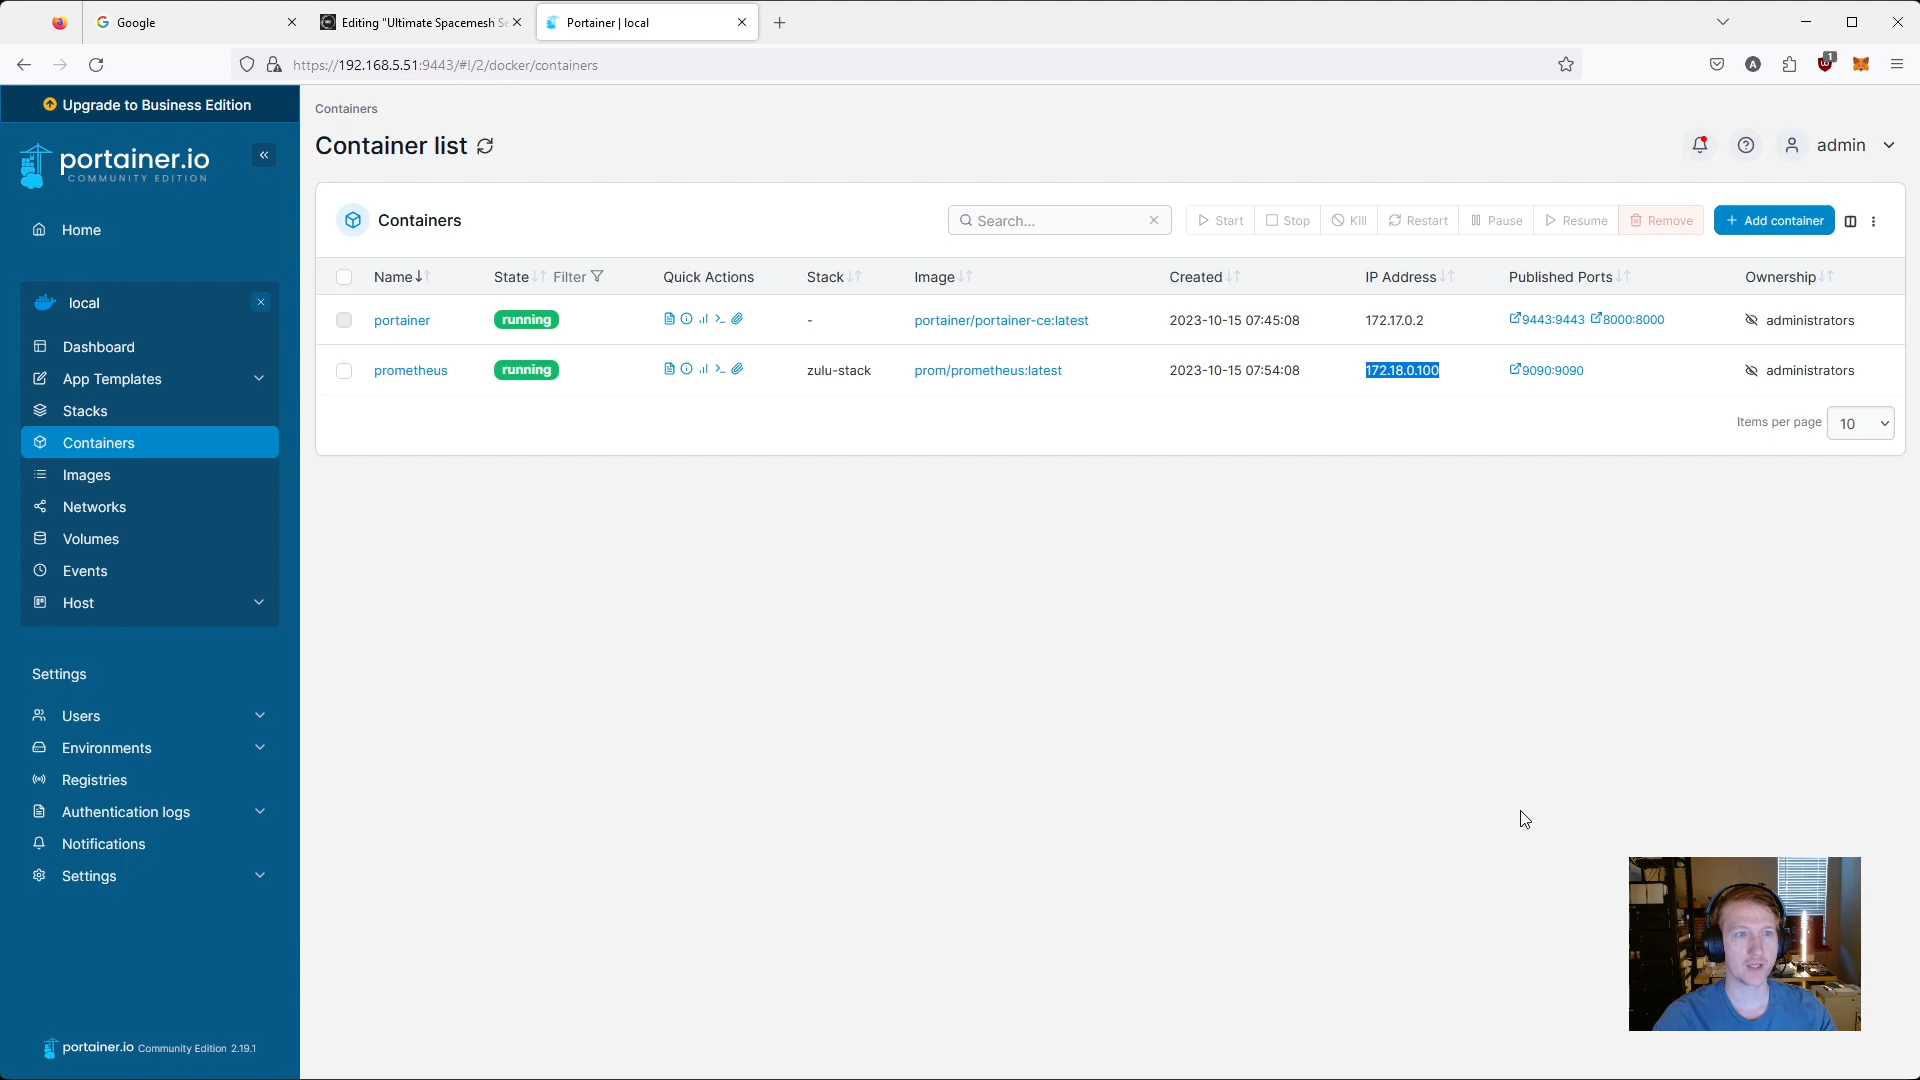 Google
Editing "Ultimate Spacemesh Se
Portainer | local
https://192.168.5.51:9443/#!/2/docker/containers
1
Upgrade to Business Edition
portainer.io
COMMUNITY EDITION
Home
local
Dashboard
App Templates
Stacks
Containers
Images
Networks
Volumes
Events
Host
Settings
Users
Environments
Registries
Authentication logs
Notifications
Settings
portainer.io Community Edition 2.19.1
Containers
Container list
admin
Containers
Search...
Start Stop Kill Restart Pause Resume Remove
+ Add container
Name State Filter Quick Actions Stack Image Created IP Address Published Ports Ownership
portainer running - portainer/portainer-ce:latest 2023-10-15 07:45:08 172.17.0.2 9443:9443 8000:8000 administrators
prometheus running zulu-stack prom/prometheus:latest 2023-10-15 07:54:08 172.18.0.100 9090:9090 administrators
Items per page 10